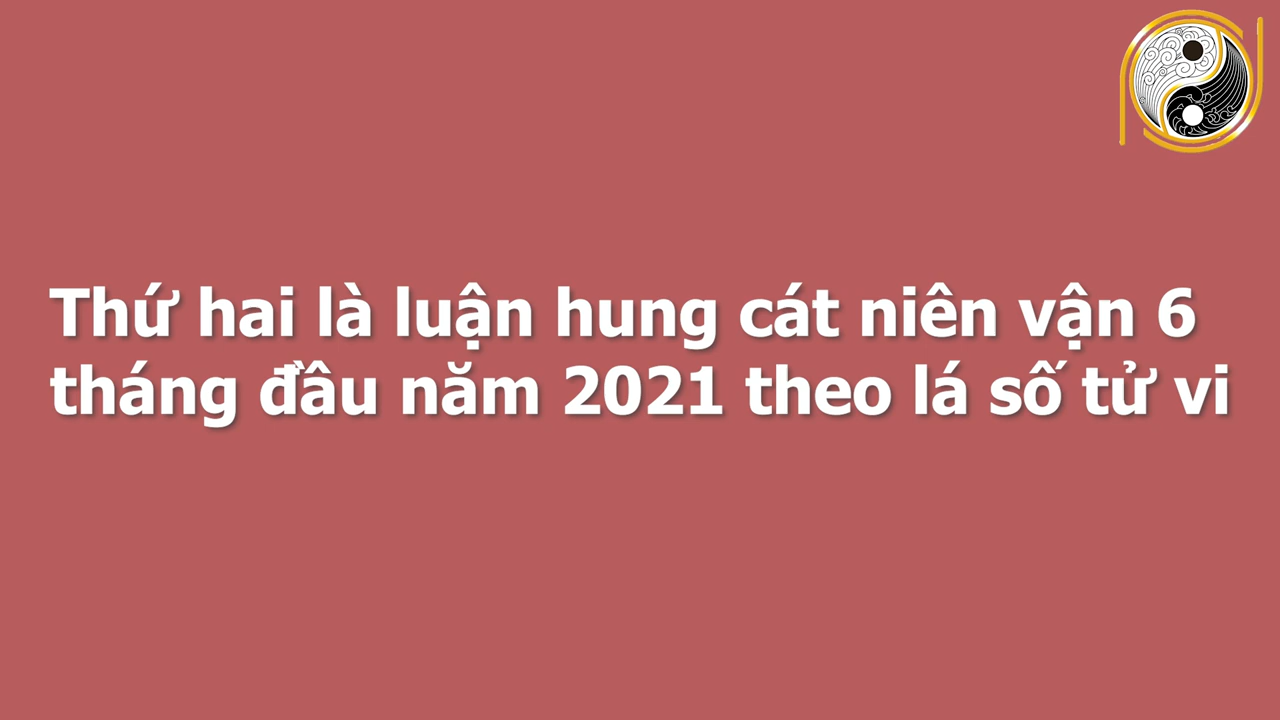 Thứ hai là luận hung cát niên vận 6
tháng đầu năm 2021 theo lá số tử vi